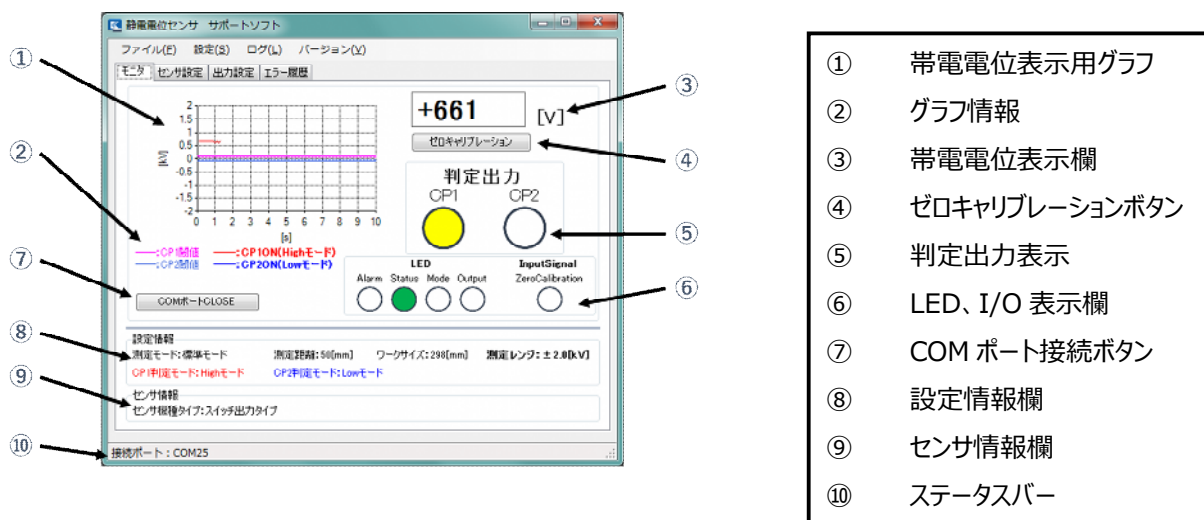 静電電位センサ サポートソフト
ファイル(F) 設定(S) ログ(L) バージョン(V)
モニタ センサ設定 出力設定 エラー履歴
①
②
③
④
⑤
⑥
⑦
⑧
⑨
⑩
[kV]
2
1.5
1
0.5
0
-0.5
-1
-1.5
-2
0 1 2 3 4 5 6 7 8 9 10
[s]
+661 [V]
ゼロキャリブレーション
判定出力
CP1 CP2
:CP1閾値 :CP1ON(Highモード)
:CP2閾値 :CP2ON(Lowモード)
LED InputSignal
Alarm Status Mode Output ZeroCalibration
COMポートCLOSE
設定情報
測定モード:標準モード 測定距離:50[mm] ワークサイズ:298[mm] 測定レンジ:±2.0[kV]
CP1判定モード:Highモード CP2判定モード:Lowモード
センサ情報
センサ機種タイプ:スイッチ出力タイプ
接続ポート:COM25
① 帯電電位表示用グラフ
② グラフ情報
③ 帯電電位表示欄
④ ゼロキャリブレーションボタン
⑤ 判定出力表示
⑥ LED、I/O 表示欄
⑦ COM ポート接続ボタン
⑧ 設定情報欄
⑨ センサ情報欄
⑩ ステータスバー